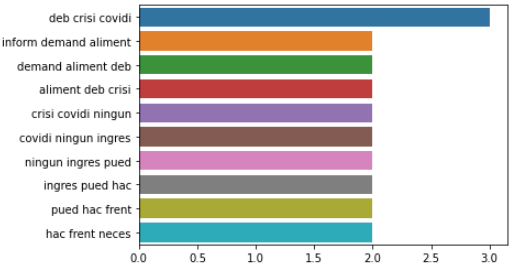 deb crisi covidi
inform demand aliment
demand aliment deb
aliment deb crisi
crisi covidi ningun
covidi ningun ingres
ningun ingres pued
ingres pued hac
pued hac frent
hac frent neces
0.0 0.5 1.0 1.5 2.0 2.5 3.0